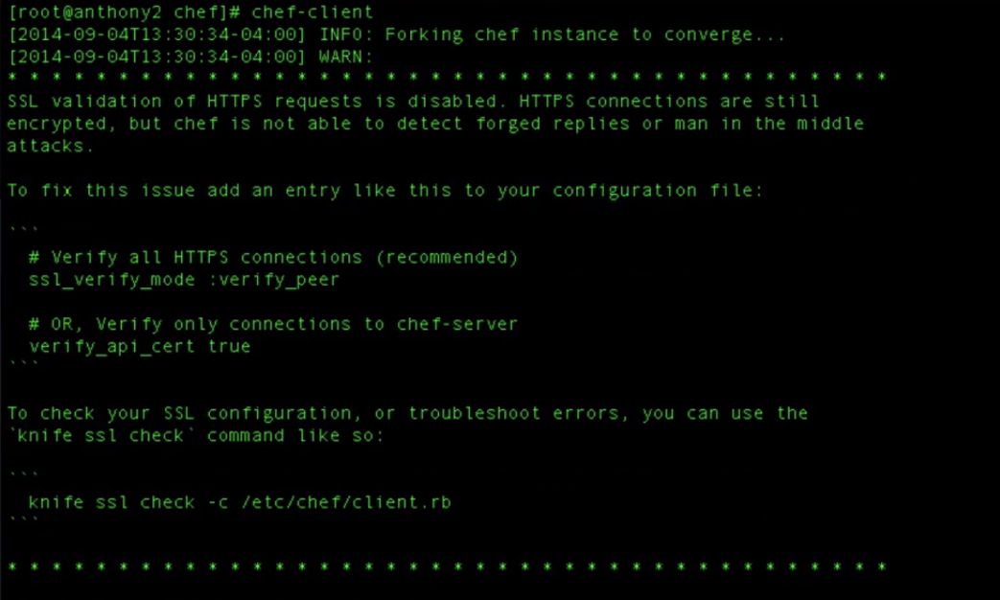 [root@anthony2 chef]# chef-client
[2014-09-04T13:30:34-04:00] INFO: Forking chef instance to converge...
[2014-09-04T13:30:34-04:00] WARN:
* * * * * * * * * * * * * * * * * * * * * * * * * * * * * * * * * * * * * * * *
SSL validation of HTTPS requests is disabled. HTTPS connections are still
encrypted, but chef is not able to detect forged replies or man in the middle
attacks.
To fix this issue add an entry like this to your configuration file:
```
  # Verify all HTTPS connections (recommended)
  ssl_verify_mode :verify_peer
  # OR, Verify only connections to chef-server
  verify_api_cert true
```
To check your SSL configuration, or troubleshoot errors, you can use the
`knife ssl check` command like so:
```
  knife ssl check -c /etc/chef/client.rb
```
* * * * * * * * * * * * * * * * * * * * * * * * * * * * * * * * * * * * * * * *